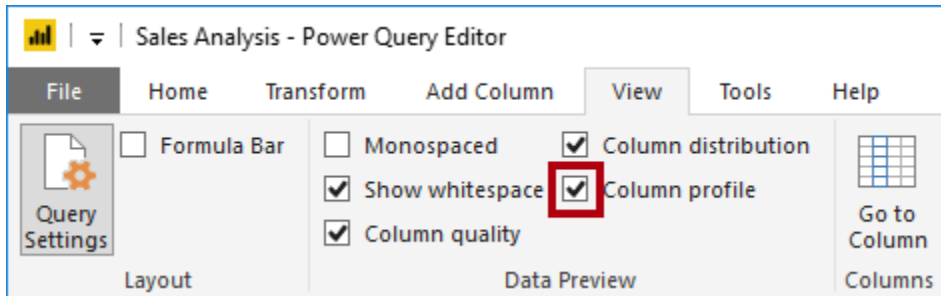 Sales Analysis - Power Query Editor
File Home Transform Add Column View Tools Help
Formula Bar Monospaced Column distribution
Show whitespace Column profile
Query Settings Column quality Go to Column
Layout Data Preview Columns